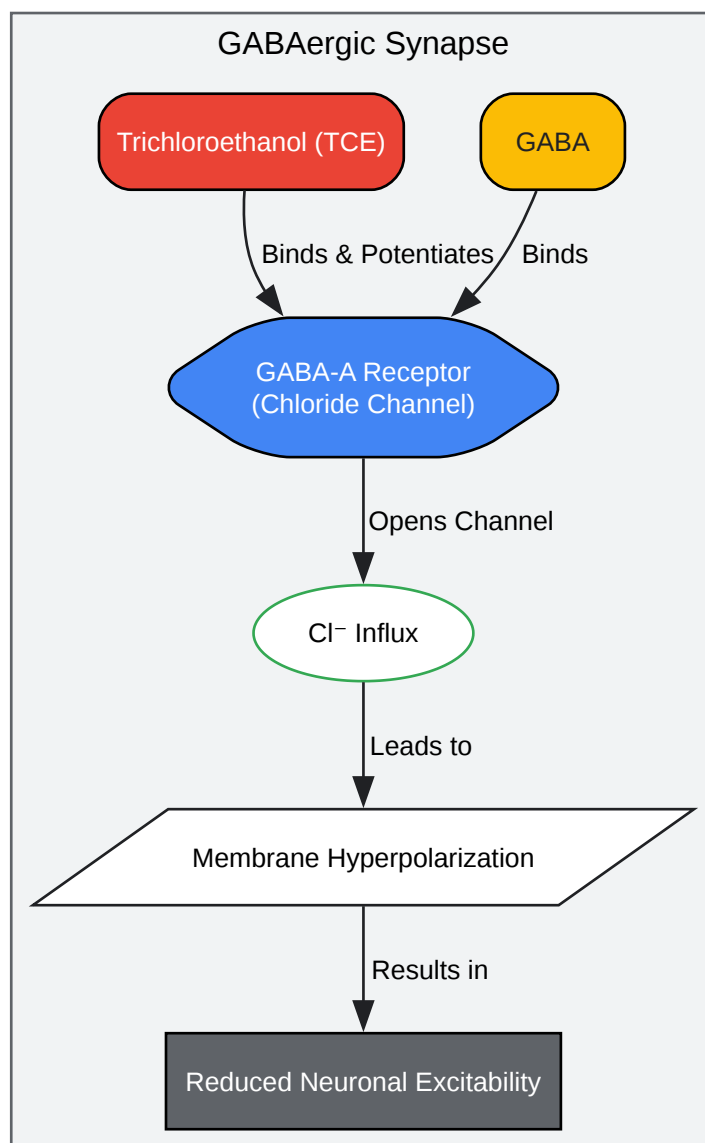 GABAergic Synapse
Trichloroethanol (TCE)
GABA
Binds & Potentiates
Binds
GABA-A Receptor
(Chloride Channel)
Opens Channel
Cl⁻ Influx
Leads to
Membrane Hyperpolarization
Results in
Reduced Neuronal Excitability